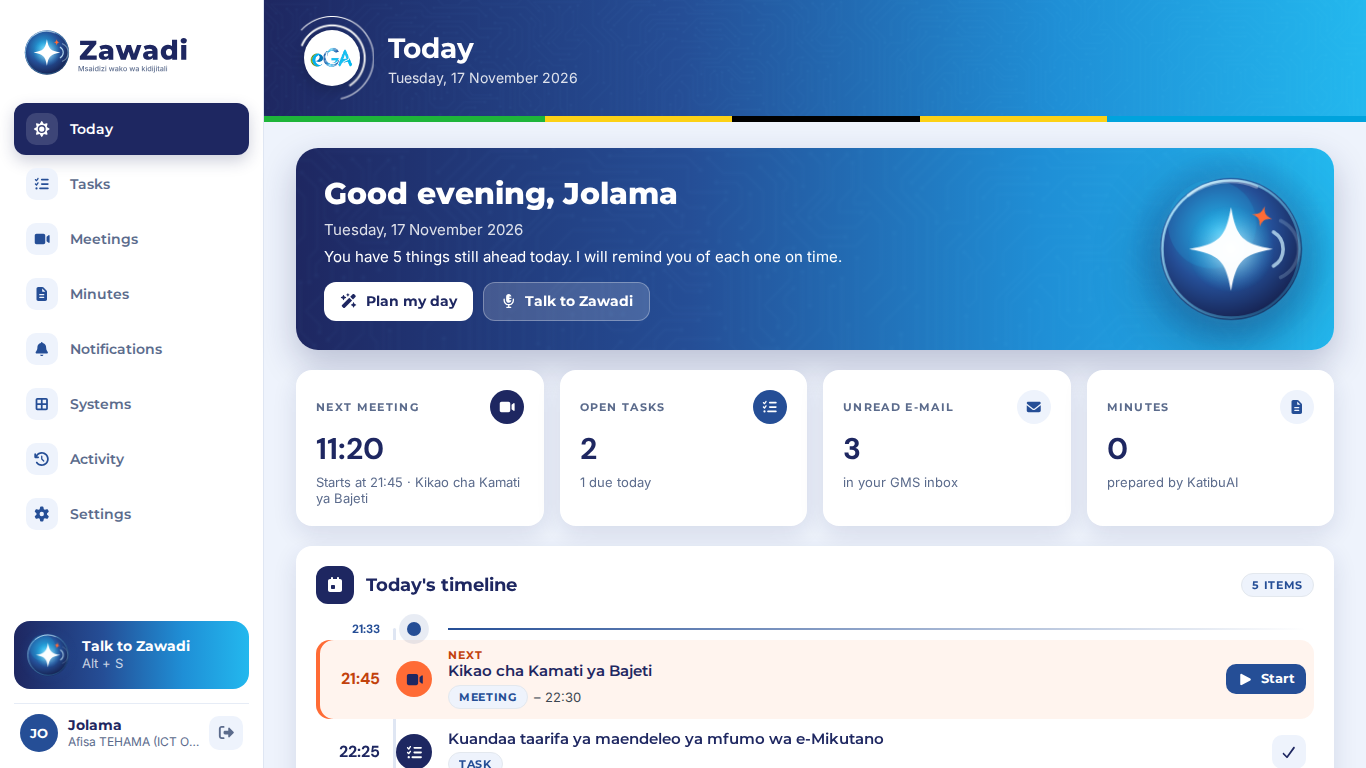 Zawadi
Msaidizi wako wa kidijitali
Today
Tasks
Meetings
Minutes
Notifications
Systems
Activity
Settings
Talk to Zawadi
Alt + S
JO
Jolama
Afisa TEHAMA (ICT O...
eGA
Today
Tuesday, 17 November 2026
Good evening, Jolama
Tuesday, 17 November 2026
You have 5 things still ahead today. I will remind you of each one on time.
Plan my day
Talk to Zawadi
NEXT MEETING
11:20
Starts at 21:45 · Kikao cha Kamati
ya Bajeti
OPEN TASKS
2
1 due today
UNREAD E-MAIL
3
in your GMS inbox
MINUTES
0
prepared by KatibuAI
Today's timeline
5 ITEMS
21:33
21:45
NEXT
Kikao cha Kamati ya Bajeti
MEETING – 22:30
Start
22:25
Kuandaa taarifa ya maendeleo ya mfumo wa e-Mikutano
TASK